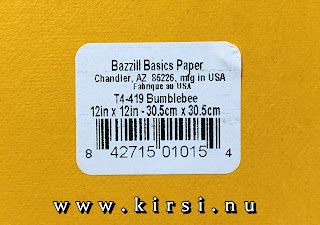 Bazzill Basics Paper
Chandler, AZ 85226, mfg in USA
Fabrique au USA
T4-419 Bumblebee
12in x 12in - 30.5cm x 30.5cm
8 42715 01015 4
www.kirsi.nu